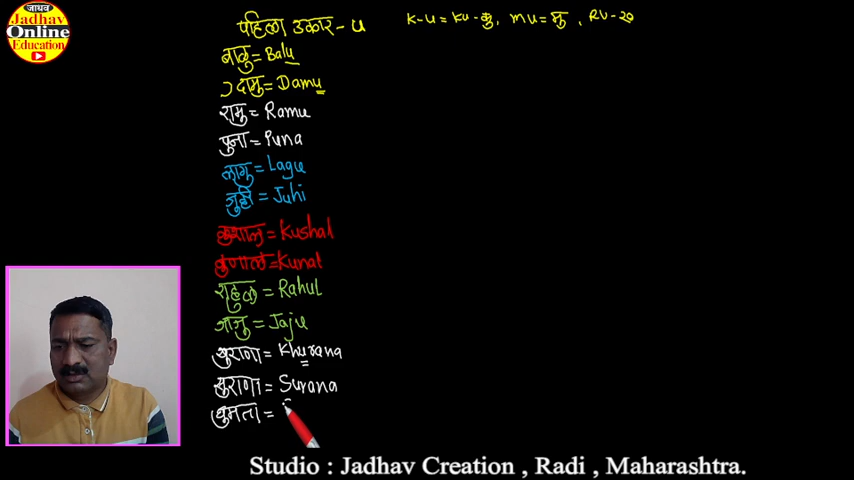 जाधव
Jadhav
Online
Education
पहिला उकार - u
K-u = Ku - कु, mu = मु, Ru - रु
बाळु = Balu
दामु = Damu
रामु = Ramu
पुना = Puna
लागु = Lagu
जुही = Juhi
कुशाल = Kushal
कुणाल = Kunal
राहुल = Rahul
जाजु = Jaju
खुराना = Khurana
सुराणा = Surana
Studio : Jadhav Creation , Radi , Maharashtra.